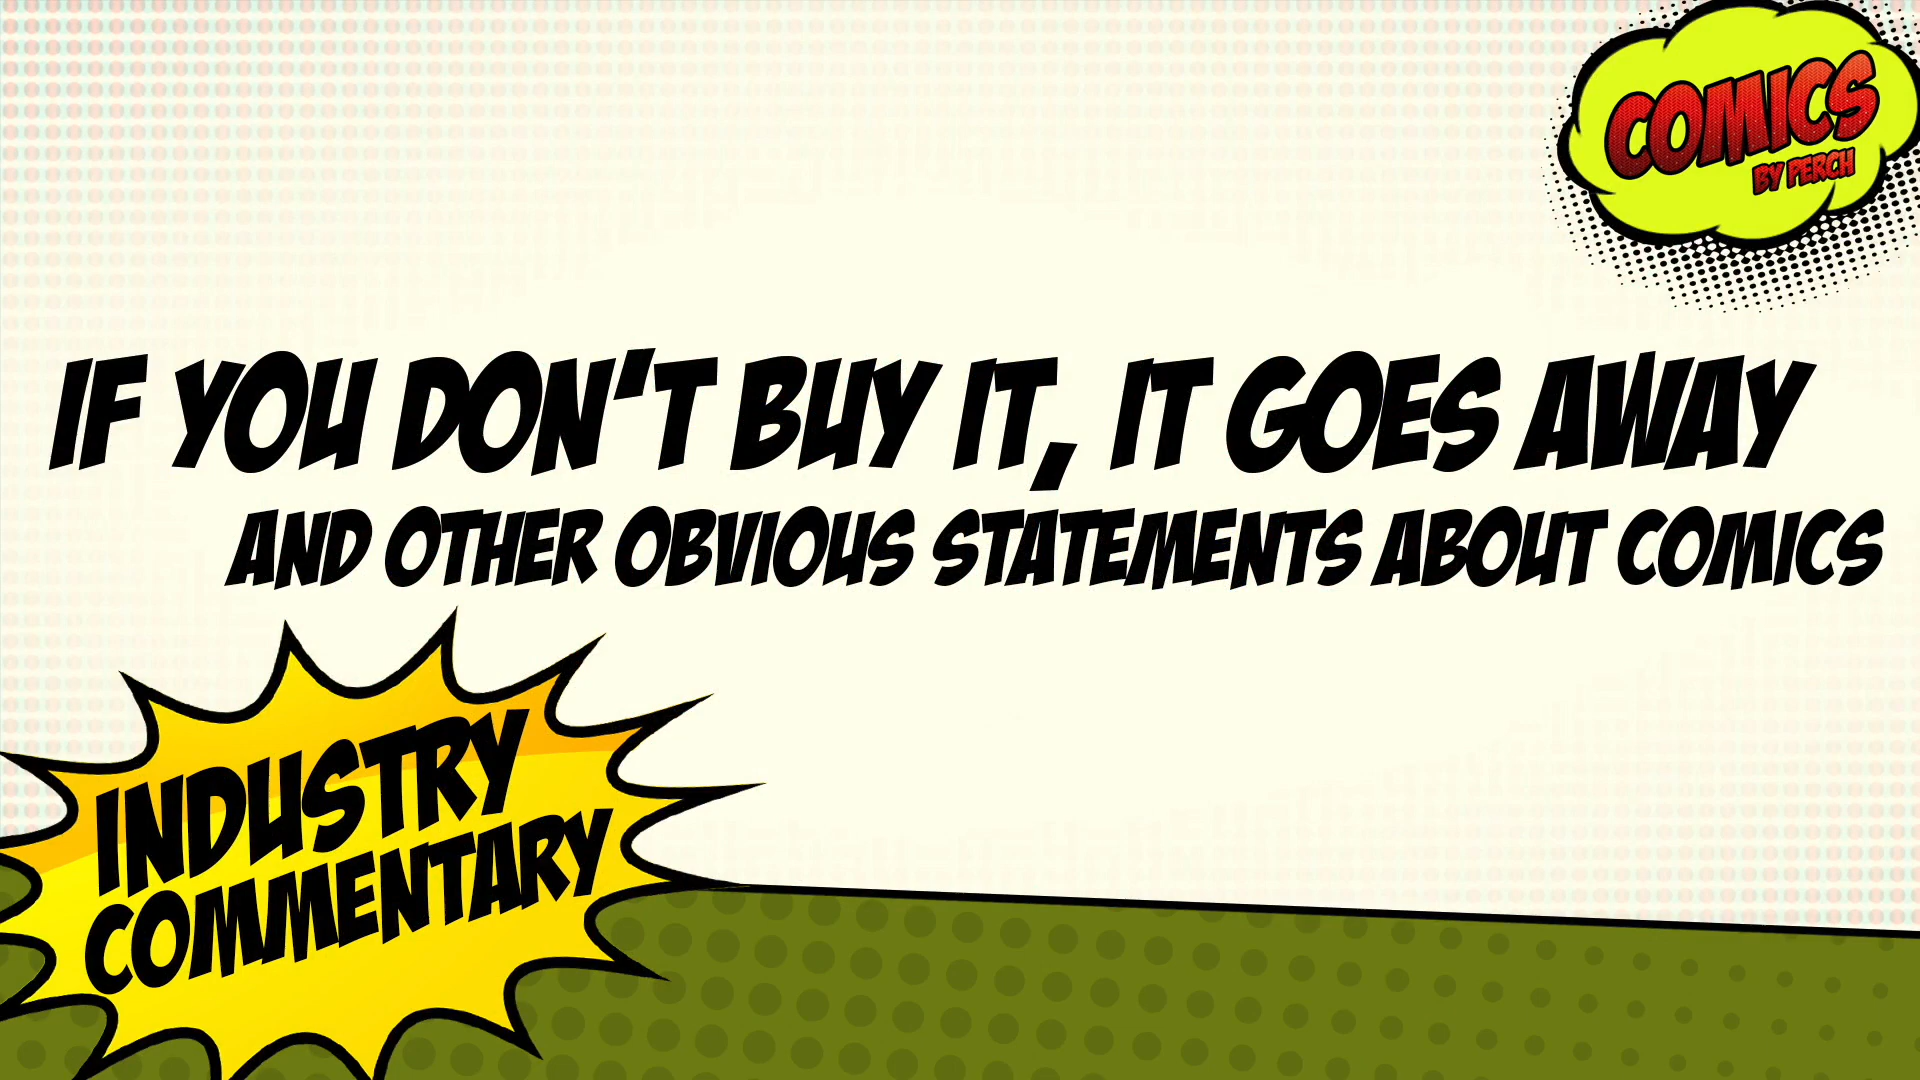 COMICS
BY PERCH
IF YOU DON'T BUY IT, IT GOES AWAY
AND OTHER OBVIOUS STATEMENTS ABOUT COMICS
INDUSTRY
COMMENTARY